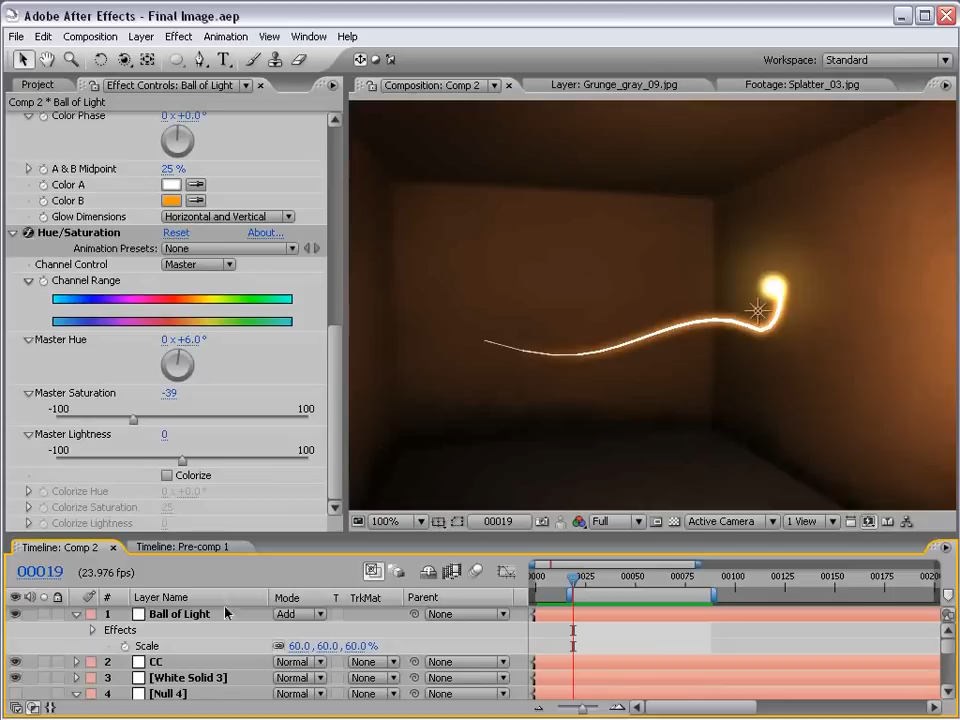 Adobe After Effects - Final Image.aep
File Edit Composition Layer Effect Animation View Window Help
Workspace: Standard
Project Effect Controls: Ball of Light
Composition: Comp 2 Layer: Grunge_gray_09.jpg Footage: Splatter_03.jpg
Comp 2 * Ball of Light
Color Phase 0 x+0.0°
A & B Midpoint 25 %
Color A
Color B
Glow Dimensions Horizontal and Vertical
Hue/Saturation Reset About...
Animation Presets: None
Channel Control Master
Channel Range
Master Hue 0 x+6.0°
Master Saturation -39
-100 100
Master Lightness 0
-100 100
Colorize
Colorize Hue 0 x+0.0°
Colorize Saturation 25
Colorize Lightness 0
100% 00019 Full Active Camera 1 View
Timeline: Comp 2 Timeline: Pre-comp 1
00019 (23.976 fps)
0000 00025 00050 00075 00100 00125 00150 00175 0020
# Layer Name Mode T TrkMat Parent
1 Ball of Light Add None
Effects
Scale 60.0, 60.0, 60.0%
2 CC Normal None None
3 [White Solid 3] Normal None None
4 [Null 4] Normal None None